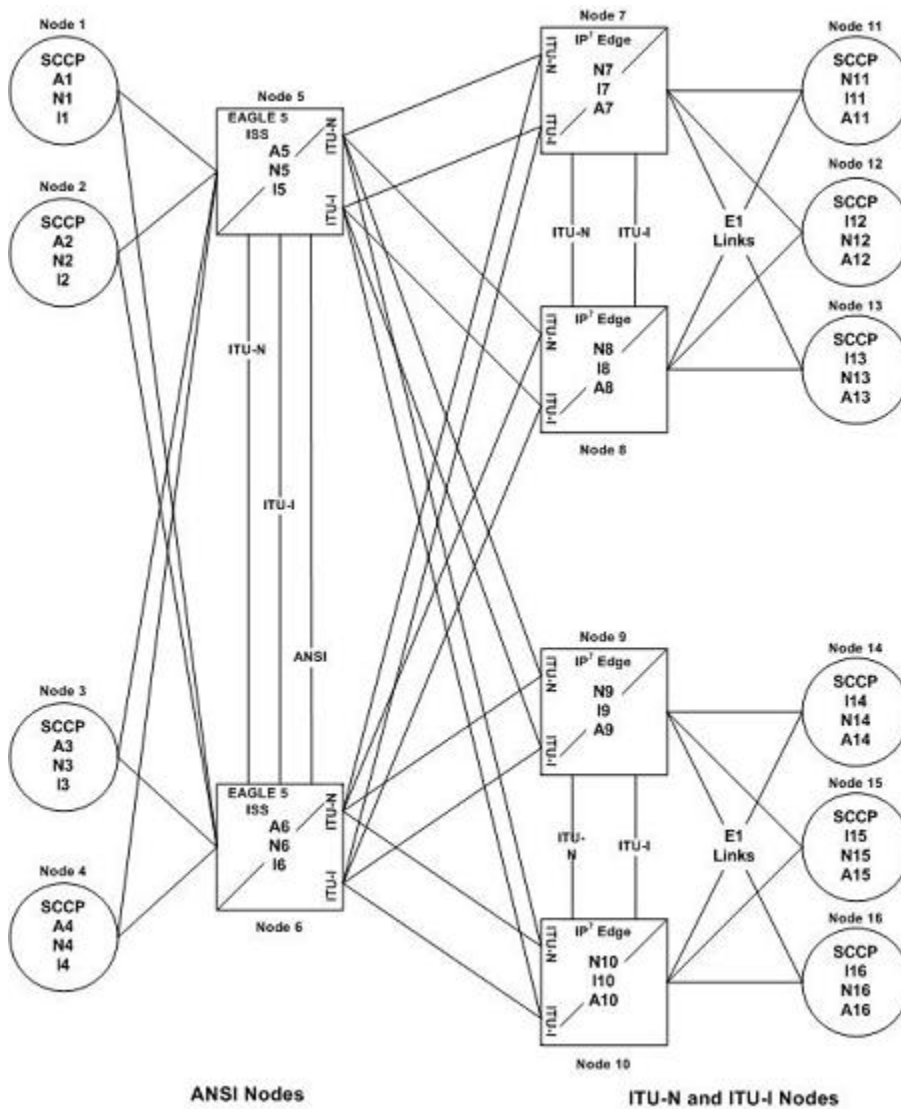 Node 1
SCCP
A1
N1
I1
Node 2
SCCP
A2
N2
I2
Node 3
SCCP
A3
N3
I3
Node 4
SCCP
A4
N4
I4
Node 5
EAGLE 5
ISS
A5
N5
I5
ITU-N
ITU-I
ITU-N
ITU-I
ANSI
EAGLE 5
ISS
A6
N6
I6
ITU-N
ITU-I
Node 6
Node 7
IP7 Edge
ITU-N
ITU-I
N7
I7
A7
ITU-N
ITU-I
IP7 Edge
ITU-N
ITU-I
N8
I8
A8
Node 8
Node 9
IP7 Edge
ITU-N
ITU-I
N9
I9
A9
ITU-
N
ITU-I
IP7 Edge
ITU-N
ITU-I
N10
I10
A10
Node 10
Node 11
SCCP
N11
I11
A11
Node 12
SCCP
I12
N12
A12
E1
Links
Node 13
SCCP
I13
N13
A13
Node 14
SCCP
I14
N14
A14
Node 15
SCCP
I15
N15
A15
E1
Links
Node 16
SCCP
I16
N16
A16
ANSI Nodes
ITU-N and ITU-I Nodes